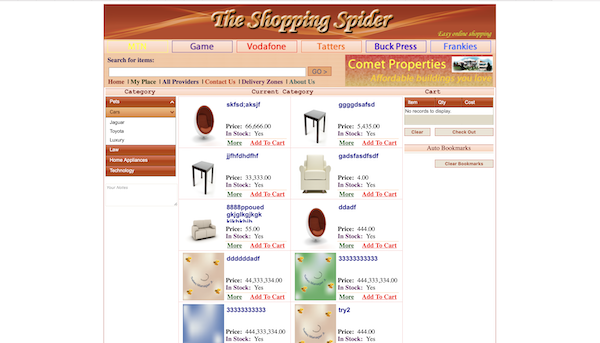 The Shopping Spider
Easy online shopping
Game
Vodafone
Tatters
Buck Press
Frankies
Search for items:
GO >
Comet Properties
Affordable buildings you love
Home | My Place | All Providers | Contact Us | Delivery Zones | About Us
Category
Current Category
Cart
Pets
Cars
Jaguar
Toyota
Luxury
Law
Home Appliances
Technology
Your Notes
skfsd;aksjf
Price: 66,666.00
In Stock: Yes
More Add To Cart
ggggdsafsd
Price: 5,435.00
In Stock: Yes
More Add To Cart
jjfhfdhdfhf
Price: 33,333.00
In Stock: Yes
More Add To Cart
gadsfasdfsdf
Price: 4.00
In Stock: Yes
More Add To Cart
8888ppoued
gkjglkgjkgk
Price: 55.00
In Stock: Yes
More Add To Cart
ddadf
Price: 444.00
In Stock: Yes
More Add To Cart
ddddddadf
Price: 44,333,334.00
In Stock: Yes
More Add To Cart
33333333333
Price: 444,333,334.00
In Stock: Yes
More Add To Cart
33333333333
Price: 444,333,334.00
In Stock: Yes
try2
Price: 444.00
In Stock: Yes
Item Qty Cost
No records to display.
Clear
Check Out
Auto Bookmarks
Clear Bookmarks